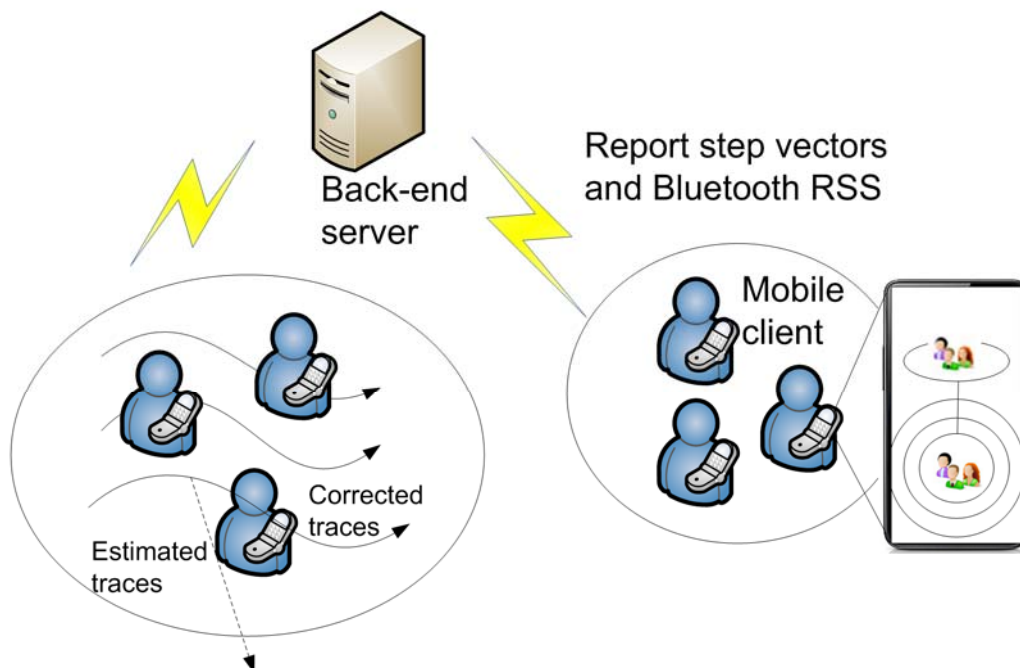 Back-end
server
Report step vectors
and Bluetooth RSS
Mobile
client
Corrected
traces
Estimated
traces